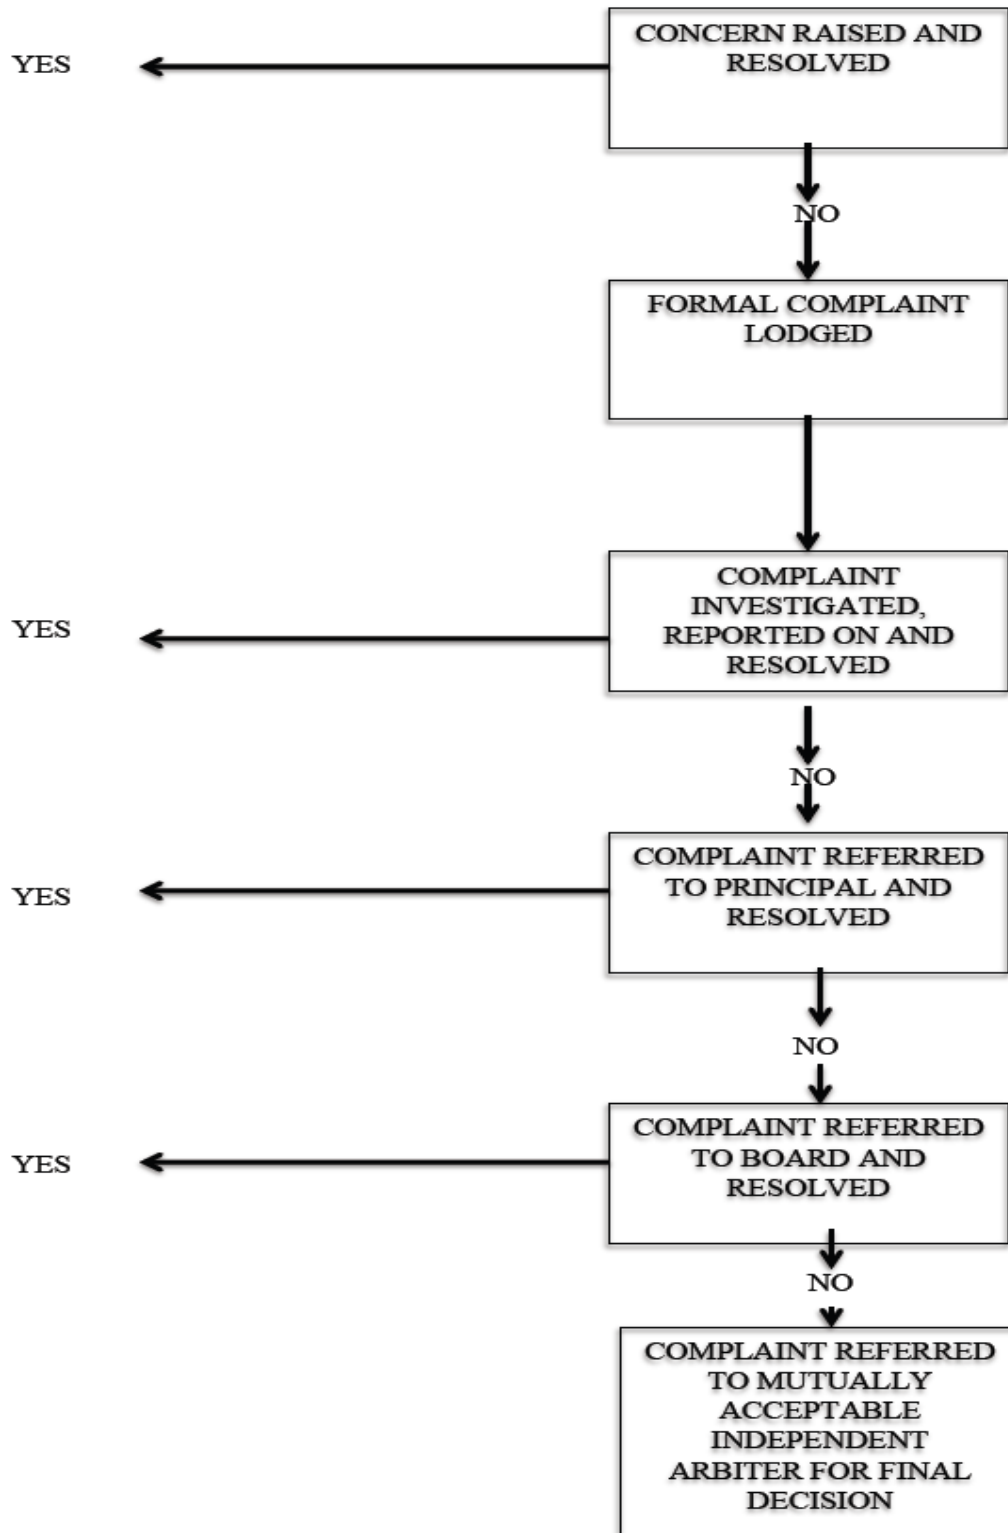 CONCERN RAISED AND
RESOLVED
YES
NO
FORMAL COMPLAINT
LODGED
COMPLAINT
INVESTIGATED,
REPORTED ON AND
RESOLVED
YES
NO
COMPLAINT REFERRED
TO PRINCIPAL AND
RESOLVED
YES
NO
COMPLAINT REFERRED
TO BOARD AND
RESOLVED
YES
NO
COMPLAINT REFERRED
TO MUTUALLY
ACCEPTABLE
INDEPENDENT
ARBITER FOR FINAL
DECISION